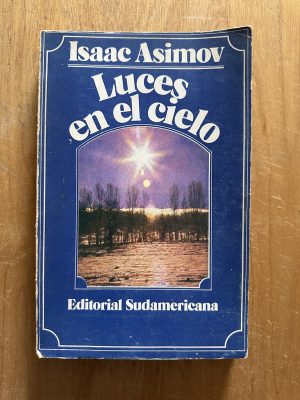 Isaac Asimov
Luces
en el cielo
Editorial Sudamericana